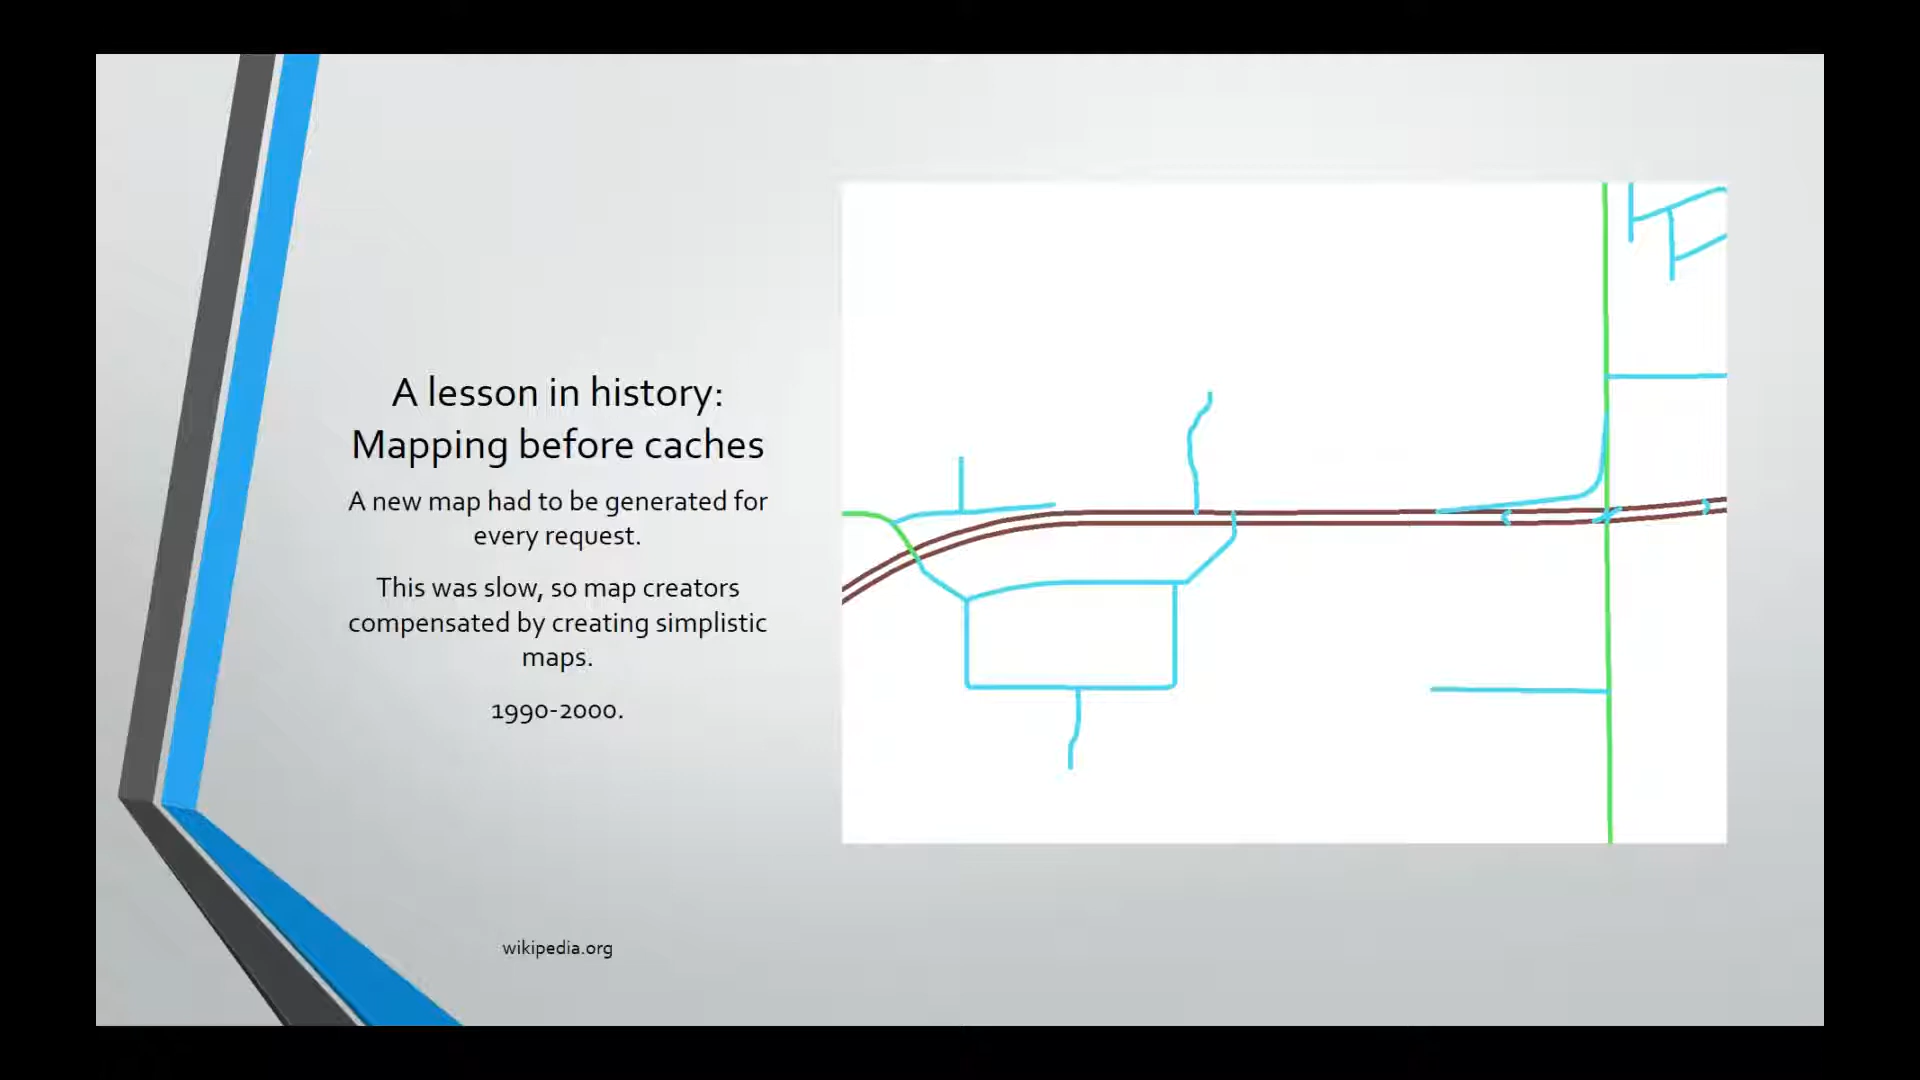 A lesson in history:
Mapping before caches
A new map had to be generated for
every request.
This was slow, so map creators
compensated by creating simplistic
maps.
1990-2000.
wikipedia.org